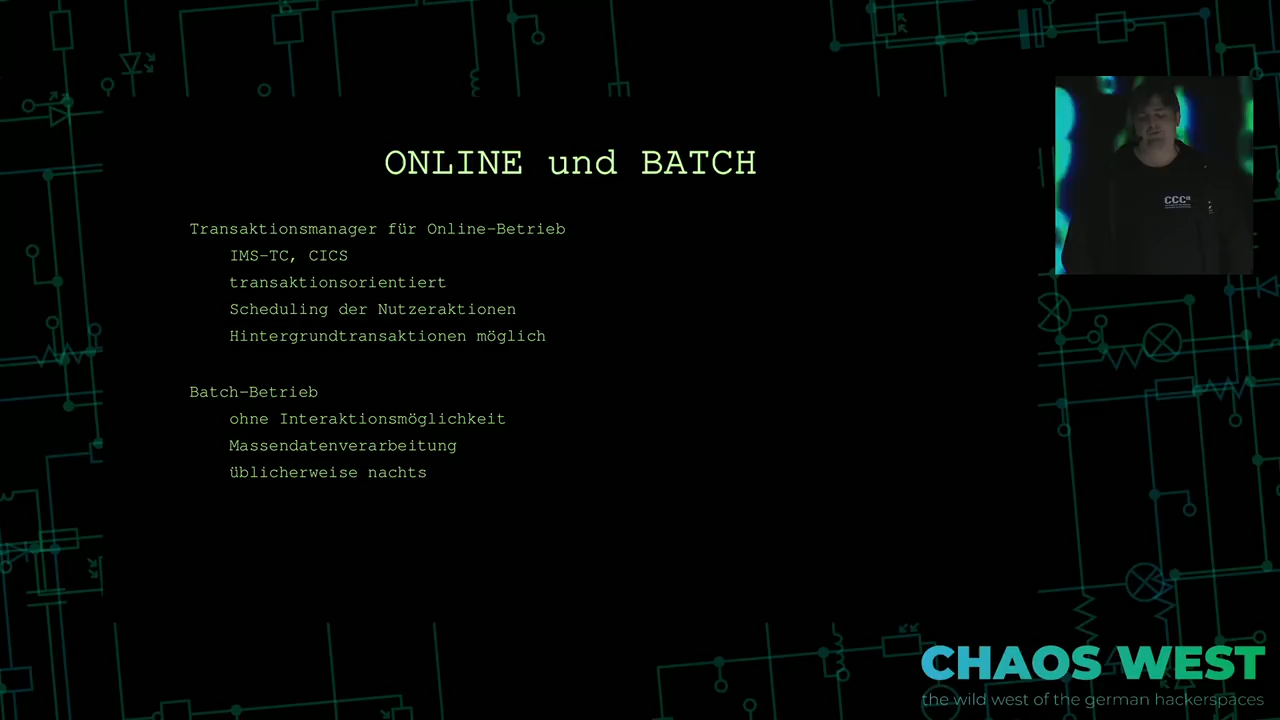 ONLINE und BATCH
Transaktionsmanager für Online-Betrieb
IMS-TC, CICS
transaktionsorientiert
Scheduling der Nutzeraktionen
Hintergrundtransaktionen möglich
Batch-Betrieb
ohne Interaktionsmöglichkeit
Massendatenverarbeitung
üblicherweise nachts
CCC
CHAOS WEST
the wild west of the german hackerspaces